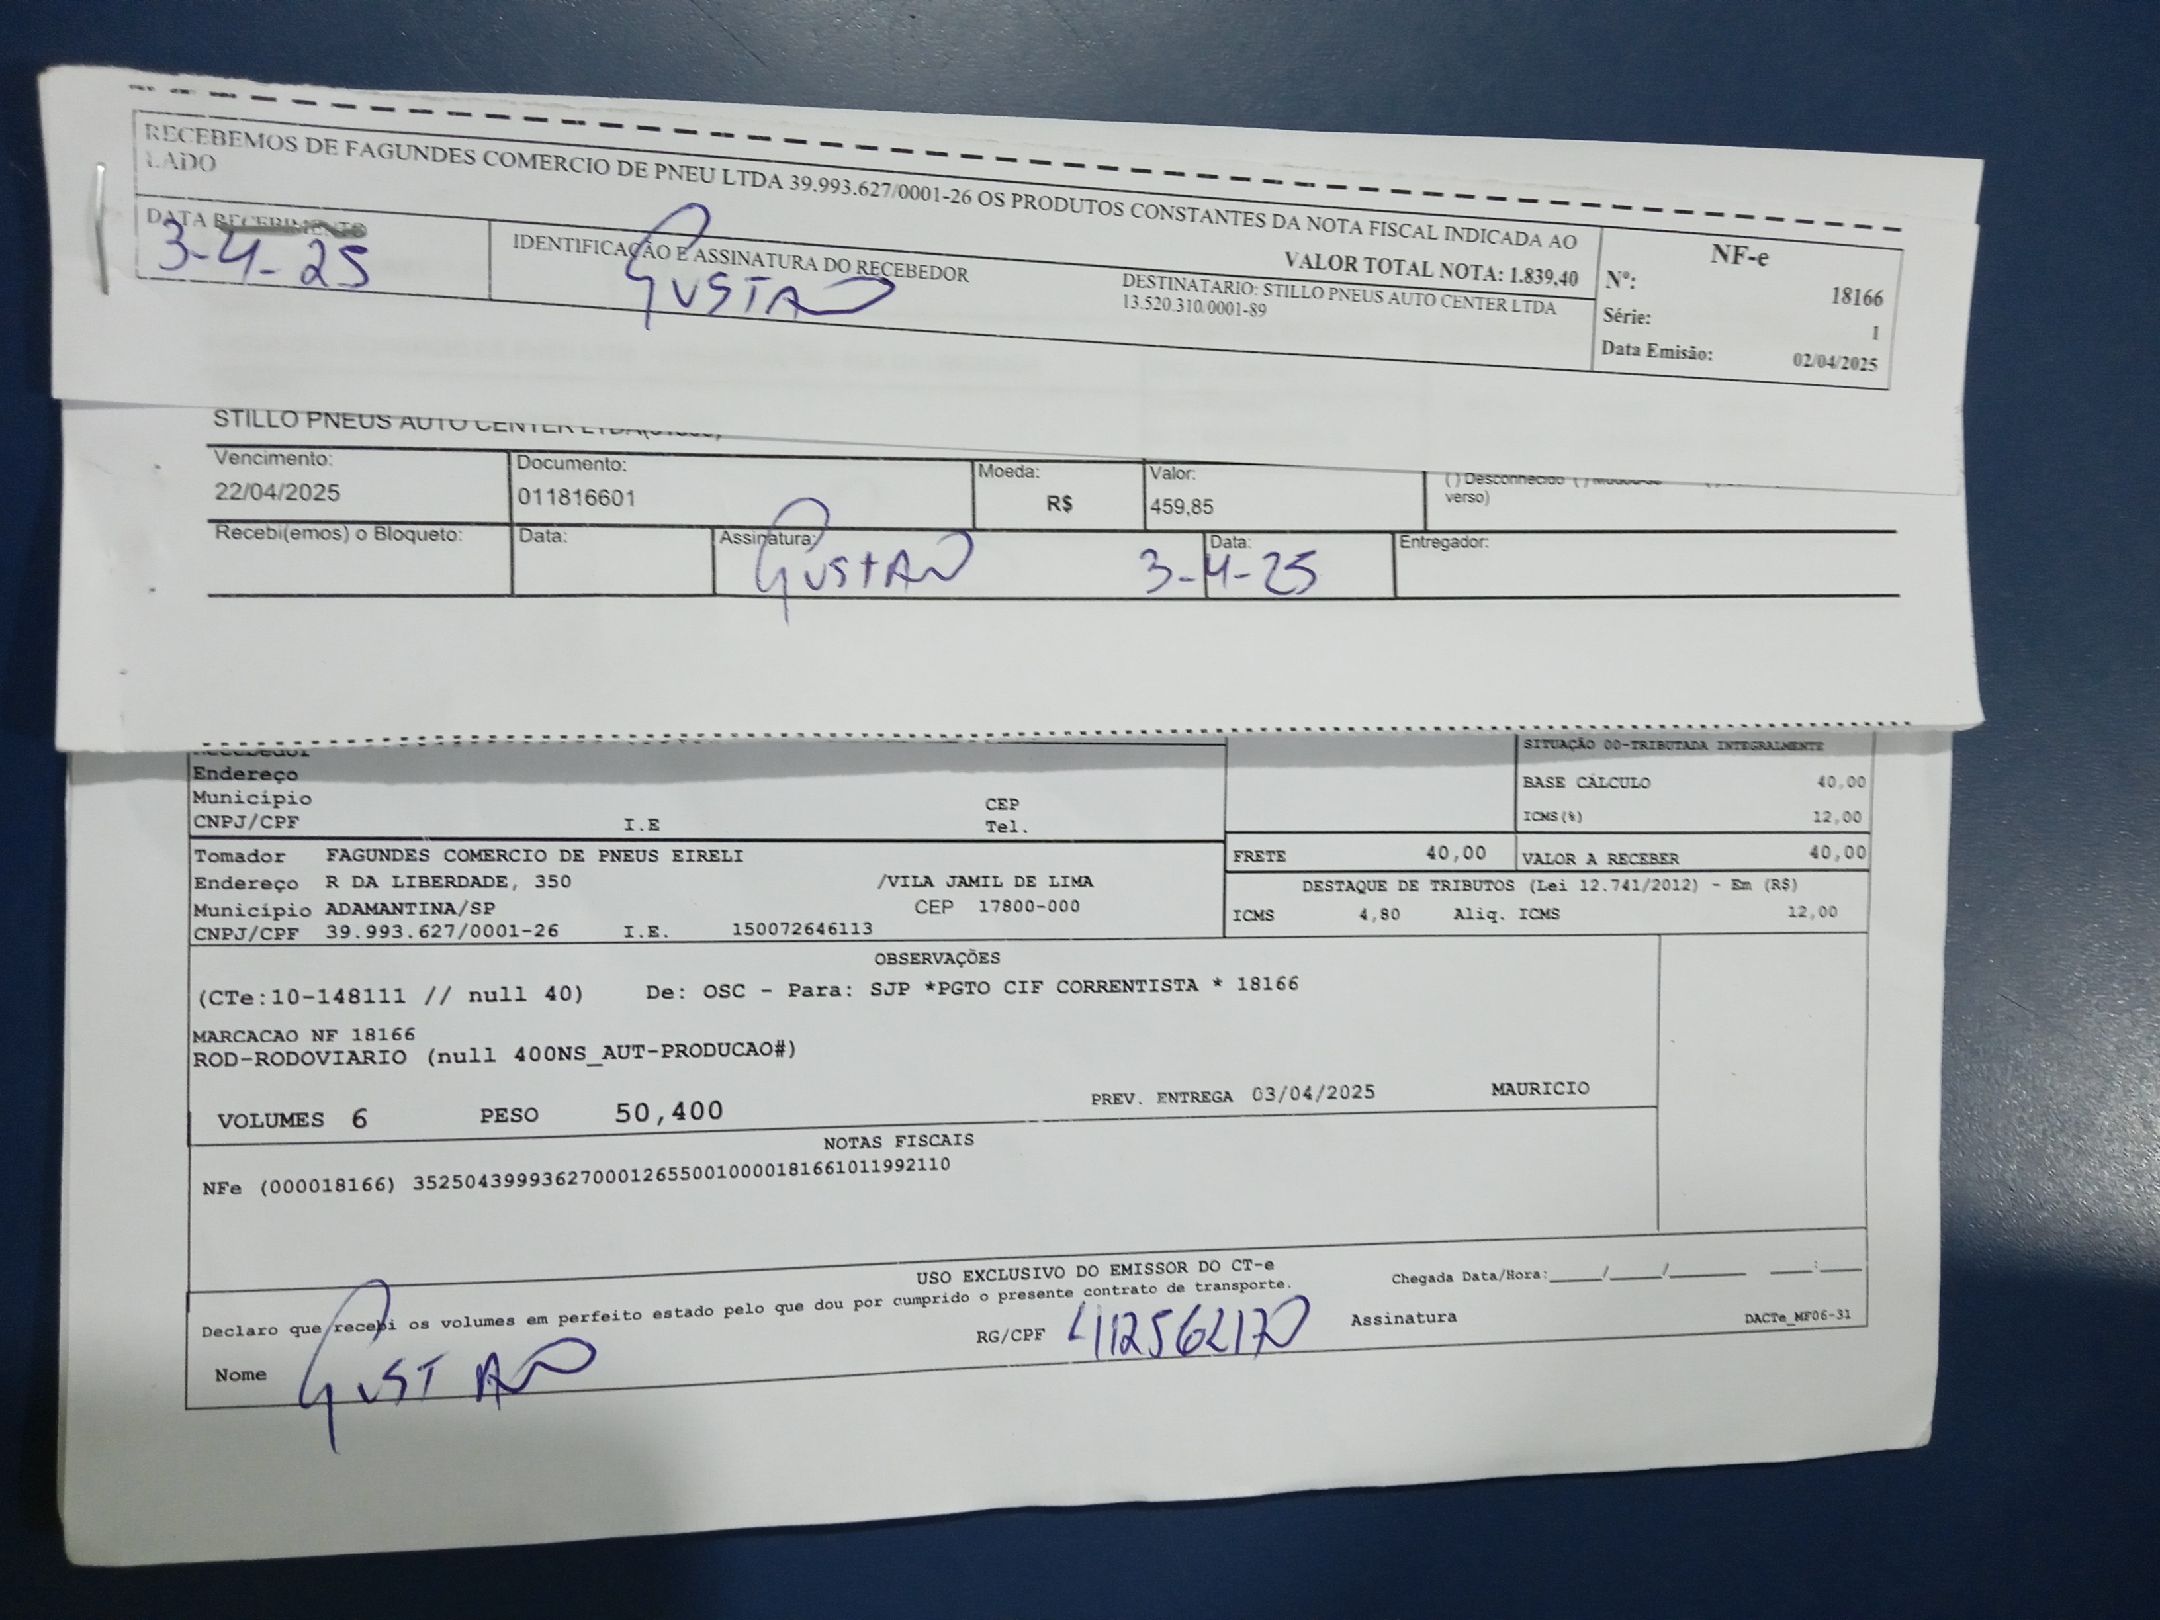 RECEBEMOS DE FAGUNDES COMERCIO DE PNEU LTDA 39.993.627/0001-26 OS PRODUTOS CONSTANTES DA NOTA FISCAL INDICADA AO
LADO
VALOR TOTAL NOTA: 1.839,40
DATA RECEBIMENTO
3-4-25
IDENTIFICAÇÃO E ASSINATURA DO RECEBEDOR
GUSTAVO
DESTINATARIO: STILLO PNEUS AUTO CENTER LTDA
13.520.310/0001-89
NF-e
Nº: 18166
Série: 1
Data Emisão: 02/04/2025
STILLO PNEUS AUTO CENTER LTDA
Vencimento: Documento: Moeda: Valor: ( ) Desconhecido
22/04/2025 011816601 R$ 459,85 verso)
Recebi(emos) o Bloqueto: Data: Assinatura: Data: Entregador:
GUSTAVO 3-4-25
Recebedor
SITUAÇÃO 00-TRIBUTADA INTEGRALMENTE
Endereço
BASE CÁLCULO 40,00
Município CEP
CNPJ/CPF I.E Tel.
ICMS(%) 12,00
Tomador FAGUNDES COMERCIO DE PNEUS EIRELI
FRETE 40,00 VALOR A RECEBER 40,00
Endereço R DA LIBERDADE, 350 /VILA JAMIL DE LIMA
DESTAQUE DE TRIBUTOS (Lei 12.741/2012) - Em (R$)
Município ADAMANTINA/SP CEP 17800-000
ICMS 4,80 Aliq. ICMS 12,00
CNPJ/CPF 39.993.627/0001-26 I.E. 150072646113
OBSERVAÇÕES
(CTe:10-148111 // null 40) De: OSC - Para: SJP *PGTO CIF CORRENTISTA * 18166
MARCACAO NF 18166
ROD-RODOVIARIO (null 400NS_AUT-PRODUCAO#)
VOLUMES 6 PESO 50,400 PREV. ENTREGA 03/04/2025 MAURICIO
NOTAS FISCAIS
NFe (000018166) 35250439993627000126550010000181661011992110
USO EXCLUSIVO DO EMISSOR DO CT-e
Declaro que recebi os volumes em perfeito estado pelo que dou por cumprido o presente contrato de transporte.
Chegada Data/Hora:_____/_____/_______ ____:____
Nome GUSTAVO RG/CPF 412562170 Assinatura
DACTe_MF06-31